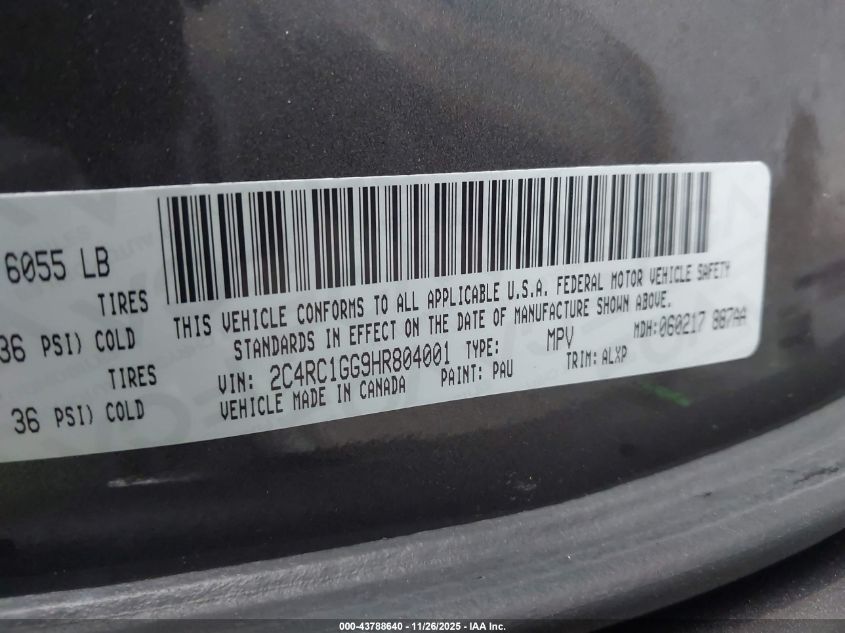 6055 LB
TIRES
36 PSI) COLD
TIRES
36 PSI) COLD
THIS VEHICLE CONFORMS TO ALL APPLICABLE U.S.A. FEDERAL MOTOR VEHICLE SAFETY
STANDARDS IN EFFECT ON THE DATE OF MANUFACTURE SHOWN ABOVE.
VIN: 2C4RC1GG9HR804001 TYPE: MPV MDH:060217 887AA
VEHICLE MADE IN CANADA PAINT: PAU TRIM: ALXP
000-43788640 - 11/26/2025 - IAA Inc.